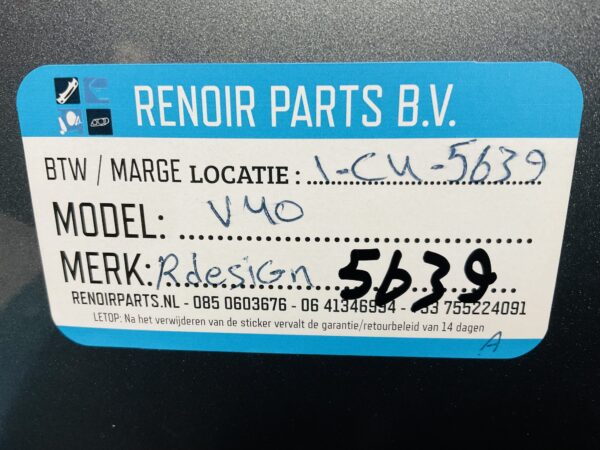 RENOIR PARTS B.V.
BTW / MARGE LOCATIE: 1-CU-5639
MODEL: V40
MERK: Rdesign 5639
RENOIRPARTS.NL - 085 0603676 - 06 41346994 - 33 755224091
LETOP: Na het verwijderen van de sticker vervalt de garantie/retourbeleid van 14 dagen
A